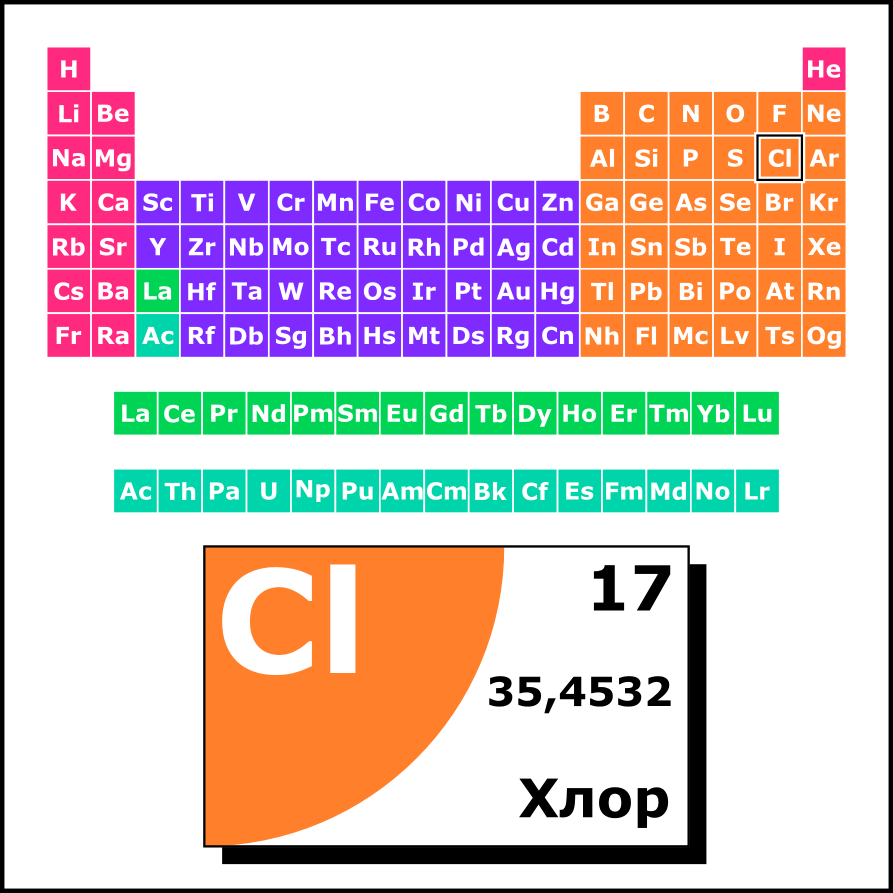 H He
Li Be B C N O F Ne
Na Mg Al Si P S Cl Ar
K Ca Sc Ti V Cr Mn Fe Co Ni Cu Zn Ga Ge As Se Br Kr
Rb Sr Y Zr Nb Mo Tc Ru Rh Pd Ag Cd In Sn Sb Te I Xe
Cs Ba La Hf Ta W Re Os Ir Pt Au Hg Tl Pb Bi Po At Rn
Fr Ra Ac Rf Db Sg Bh Hs Mt Ds Rg Cn Nh Fl Mc Lv Ts Og
La Ce Pr Nd Pm Sm Eu Gd Tb Dy Ho Er Tm Yb Lu
Ac Th Pa U Np Pu Am Cm Bk Cf Es Fm Md No Lr
Cl 17
35,4532
Хлор